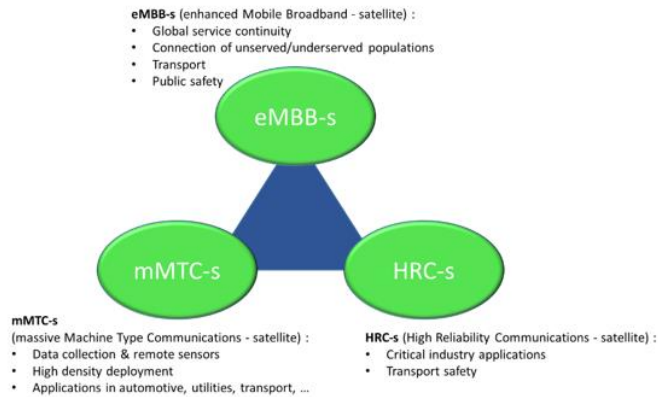 eMBB-s (enhanced Mobile Broadband - satellite) :
• Global service continuity
• Connection of unserved/underserved populations
• Transport
• Public safety
eMBB-s
mMTC-s
HRC-s
mMTC-s
(massive Machine Type Communications - satellite) :
• Data collection & remote sensors
• High density deployment
• Applications in automotive, utilities, transport, ...
HRC-s (High Reliability Communications - satellite) :
• Critical industry applications
• Transport safety